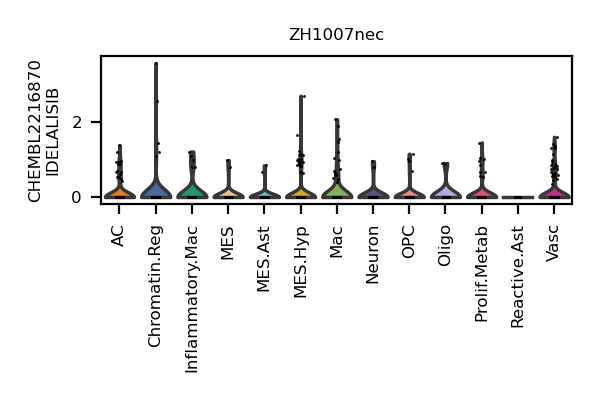 ZH1007nec
CHEMBL2216870
IDELALISIB
2
0
AC
Chromatin.Reg
Inflammatory.Mac
MES
MES.Ast
MES.Hyp
Mac
Neuron
OPC
Oligo
Prolif.Metab
Reactive.Ast
Vasc